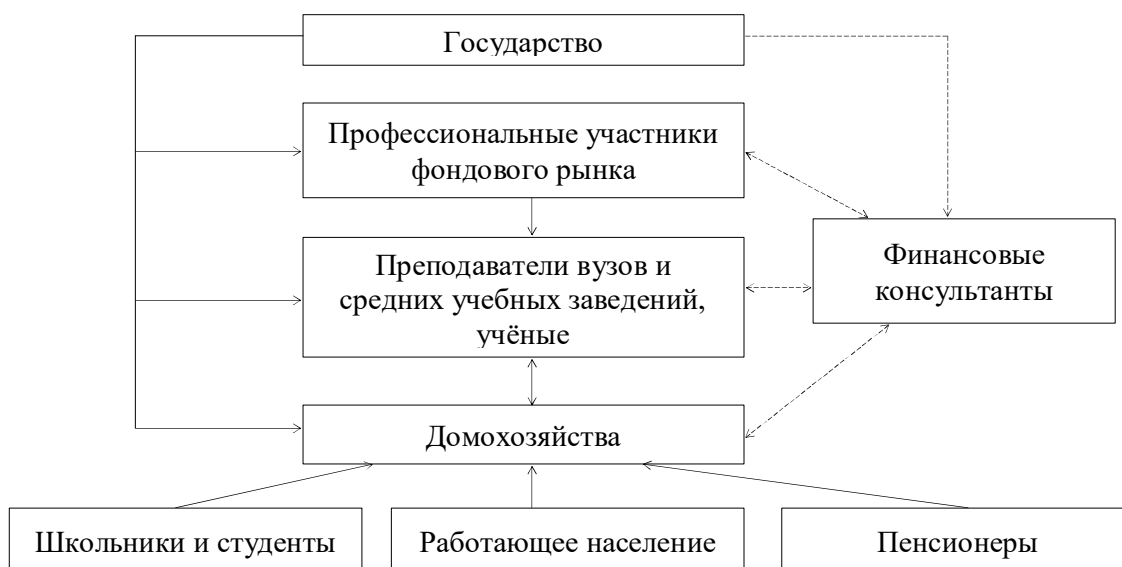 Государство
Профессиональные участники
фондового рынка
Преподаватели вузов и
средних учебных заведений,
учёные
Финансовые
консультанты
Домохозяйства
Школьники и студенты
Работающее население
Пенсионеры